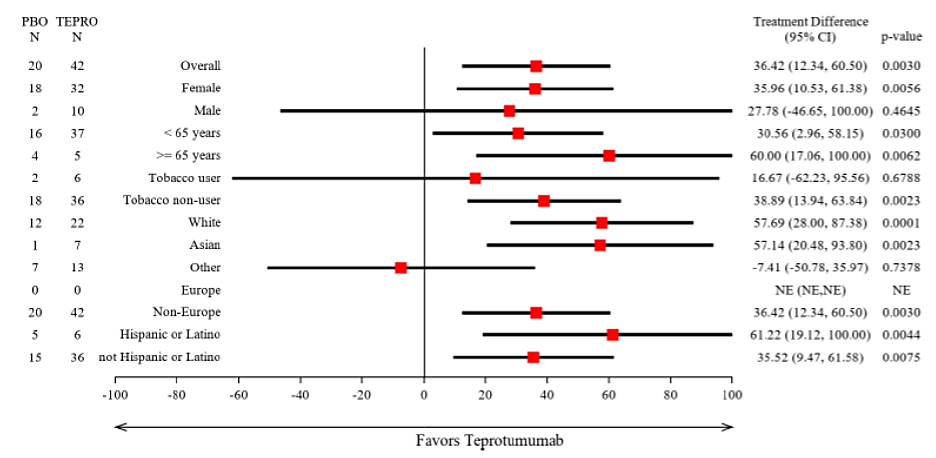 PBO TEPRO Treatment Difference
N N (95% CI) p-value
20 42 Overall 36.42 (12.34, 60.50) 0.0030
18 32 Female 35.96 (10.53, 61.38) 0.0056
2 10 Male 27.78 (-46.65, 100.00) 0.4645
16 37 < 65 years 30.56 (2.96, 58.15) 0.0300
4 5 >= 65 years 60.00 (17.06, 100.00) 0.0062
2 6 Tobacco user 16.67 (-62.23, 95.56) 0.6788
18 36 Tobacco non-user 38.89 (13.94, 63.84) 0.0023
12 22 White 57.69 (28.00, 87.38) 0.0001
1 7 Asian 57.14 (20.48, 93.80) 0.0023
7 13 Other -7.41 (-50.78, 35.97) 0.7378
0 0 Europe NE (NE,NE) NE
20 42 Non-Europe 36.42 (12.34, 60.50) 0.0030
5 6 Hispanic or Latino 61.22 (19.12, 100.00) 0.0044
15 36 not Hispanic or Latino 35.52 (9.47, 61.58) 0.0075
-100 -80 -60 -40 -20 0 20 40 60 80 100
Favors Teprotumumab